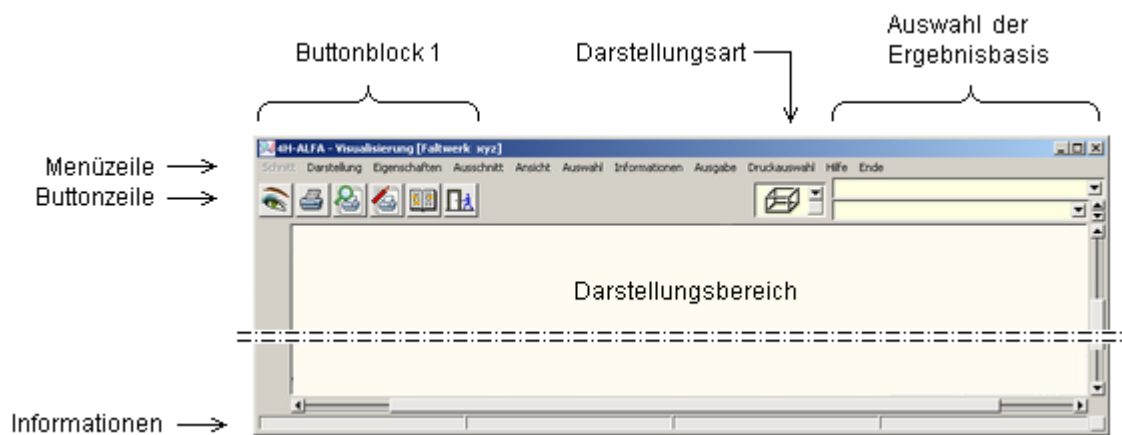 Auswahl der
Ergebnisbasis
Buttonblock 1
Darstellungsart
4H-ALFA - Visualisierung [Faltwerk xyz]
Menüzeile
Schnitt Darstellung Eigenschaften Ausschnitt Ansicht Auswahl Informationen Ausgabe Druckauswahl Hilfe Ende
Buttonzeile
Darstellungsbereich
Informationen